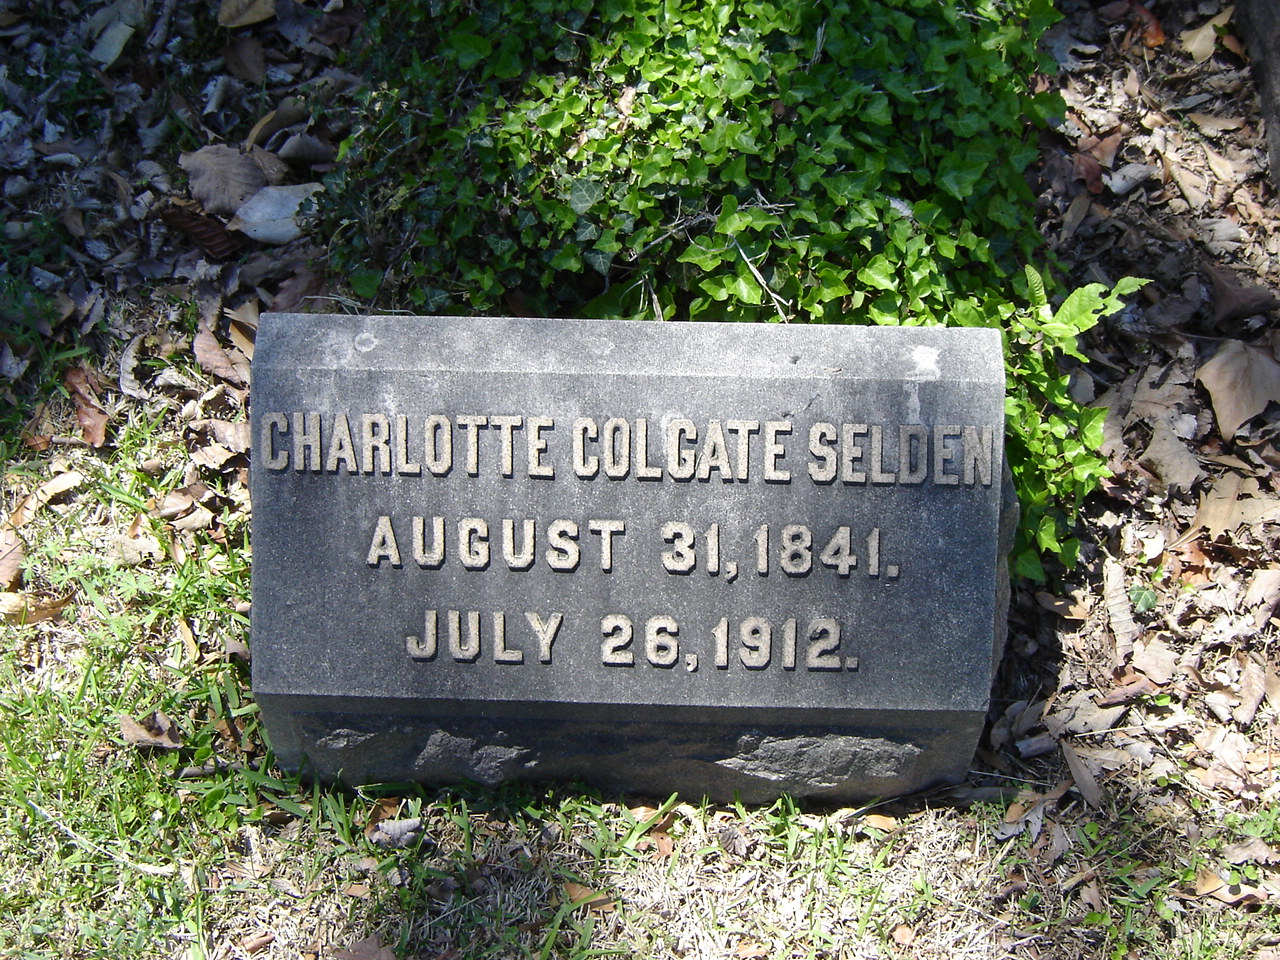 CHARLOTTE COLGATE SELDEN
AUGUST 31, 1841.
JULY 26, 1912.